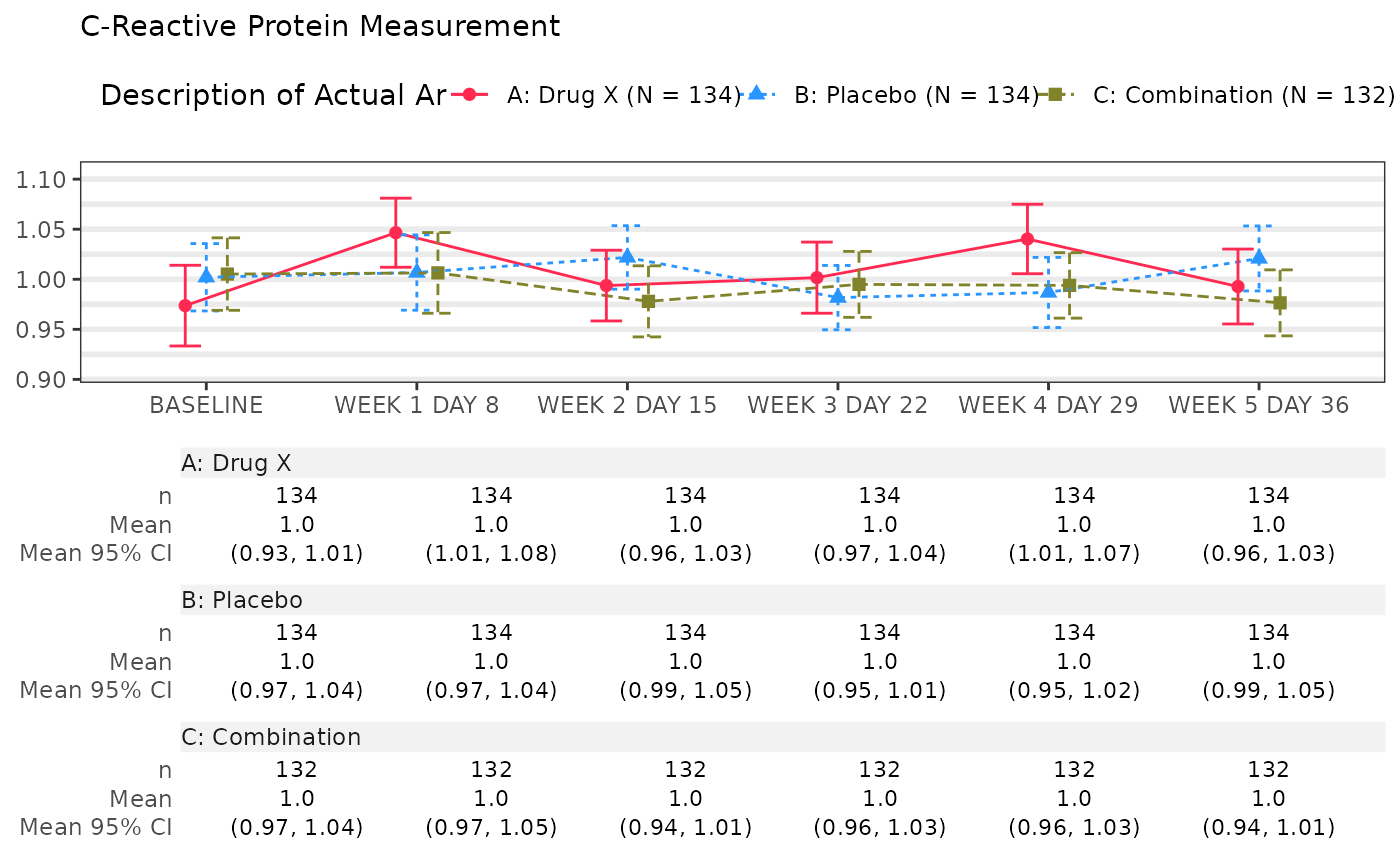 C-Reactive Protein Measurement
Description of Actual Ar A: Drug X (N = 134) B: Placebo (N = 134) C: Combination (N = 132)
1.10
1.05
1.00
0.95
0.90
BASELINE WEEK 1 DAY 8 WEEK 2 DAY 15 WEEK 3 DAY 22 WEEK 4 DAY 29 WEEK 5 DAY 36
A: Drug X
n 134 134 134 134 134 134
Mean 1.0 1.0 1.0 1.0 1.0 1.0
Mean 95% CI (0.93, 1.01) (1.01, 1.08) (0.96, 1.03) (0.97, 1.04) (1.01, 1.07) (0.96, 1.03)
B: Placebo
n 134 134 134 134 134 134
Mean 1.0 1.0 1.0 1.0 1.0 1.0
Mean 95% CI (0.97, 1.04) (0.97, 1.04) (0.99, 1.05) (0.95, 1.01) (0.95, 1.02) (0.99, 1.05)
C: Combination
n 132 132 132 132 132 132
Mean 1.0 1.0 1.0 1.0 1.0 1.0
Mean 95% CI (0.97, 1.04) (0.97, 1.05) (0.94, 1.01) (0.96, 1.03) (0.96, 1.03) (0.94, 1.01)